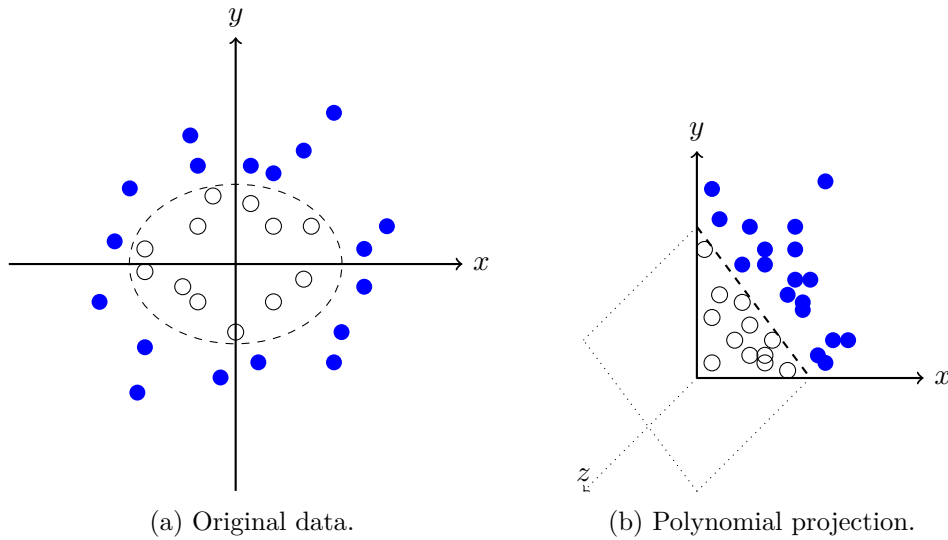 y
x
y
x
z
(a) Original data.
(b) Polynomial projection.